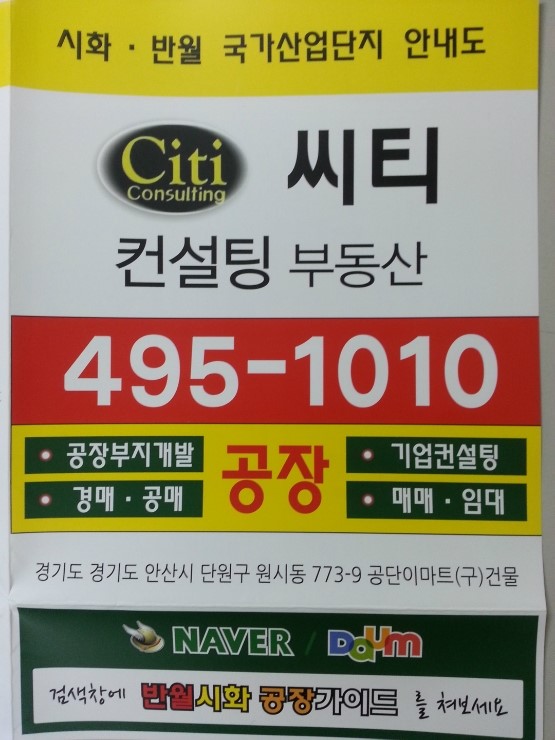 시화 · 반월 국가산업단지 안내도
Citi
Consulting
씨티
컨설팅 부동산
495-1010
• 공장부지개발
• 경매 · 공매
공장
• 기업컨설팅
• 매매 · 임대
경기도 경기도 안산시 단원구 원시동 773-9 공단이마트(구)건물
NAVER / Daum
검색창에 반월시화 공장가이드 를 쳐보세요